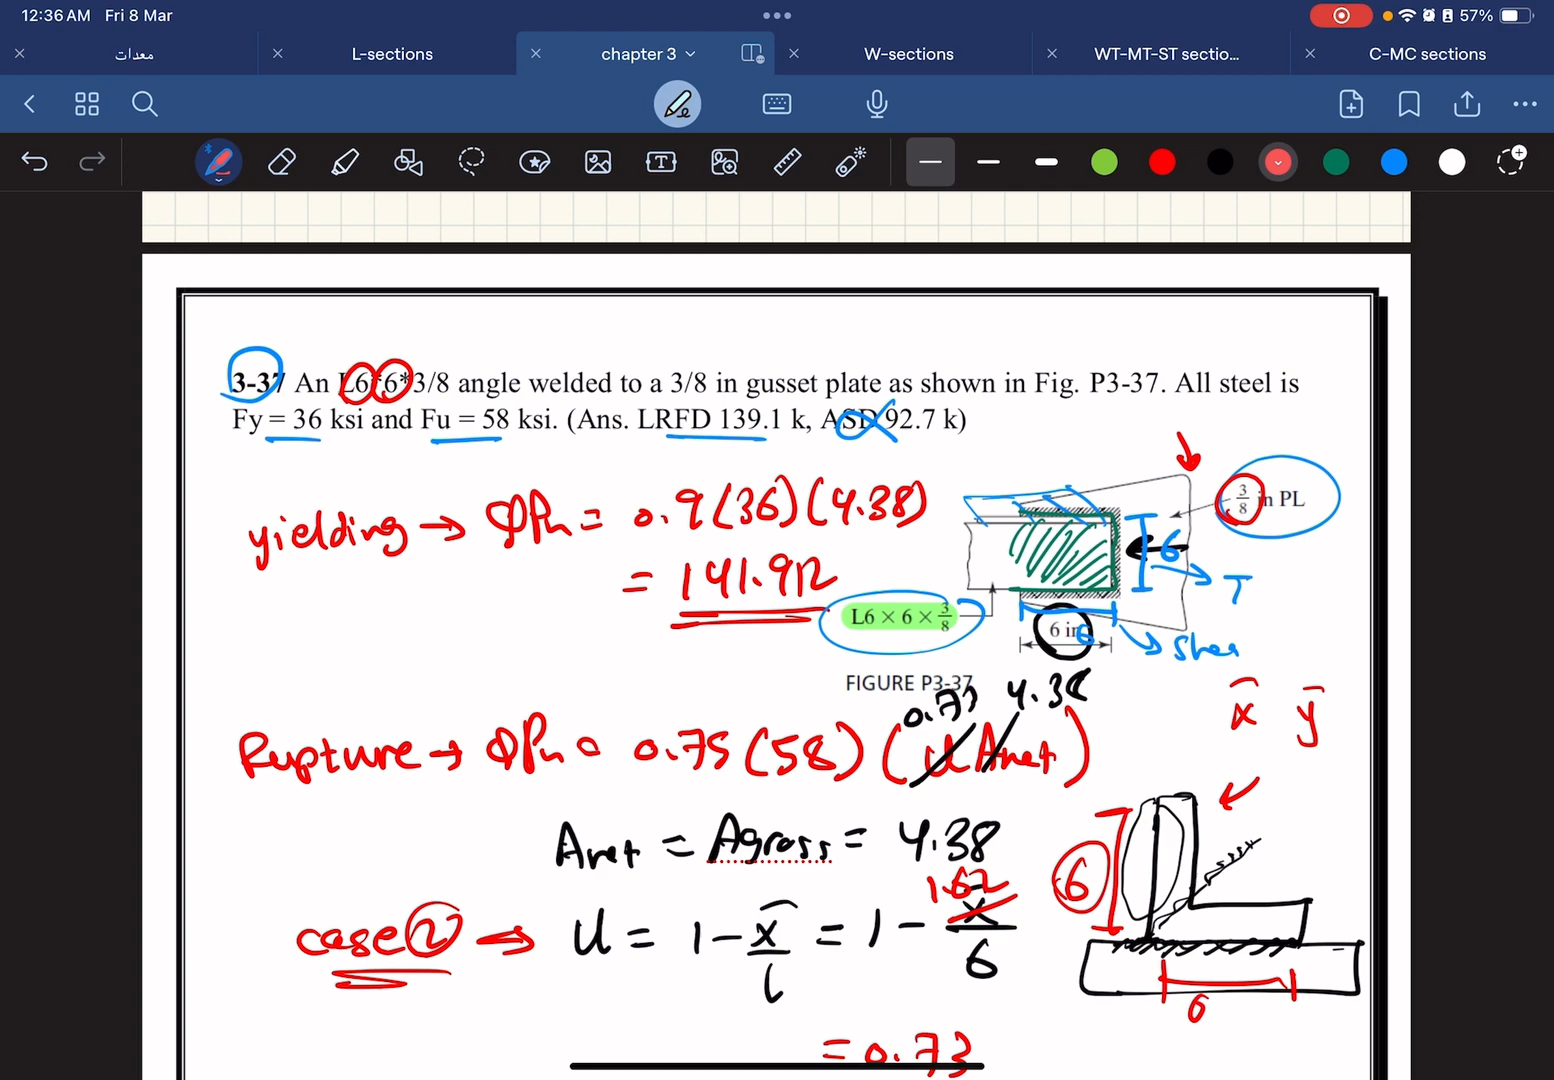 12:36 AM Fri 8 Mar
57%
معدات
L-sections
chapter 3
W-sections
WT-MT-ST sectio...
C-MC sections
3-37 An L6*6*3/8 angle welded to a 3/8 in gusset plate as shown in Fig. P3-37. All steel is
Fy = 36 ksi and Fu = 58 ksi. (Ans. LRFD 139.1 k, ASD 92.7 k)
yielding → ΦPn = 0.9(36)(4.38)
= 141.912
3/8 in PL
6
T
L6 × 6 × 3/8
6 in
6
FIGURE P3-37
0.73 4.38
x̄ ȳ
Rupture → ΦPn = 0.75(58)(U Anet)
Anet = Agross = 4.38
6
1.62
case② → U = 1 - x̄/l = 1 - x̄/6
6
= 0.73